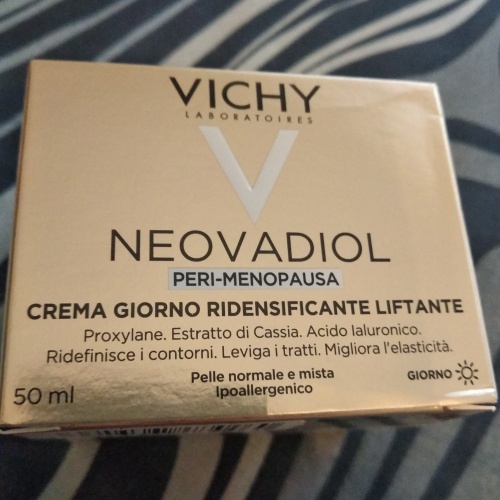 VICHY
LABORATOIRES
V
NEOVADIOL
PERI-MENOPAUSA
CREMA GIORNO RIDENSIFICANTE LIFTANTE
Proxylane. Estratto di Cassia. Acido Ialuronico.
Ridefinisce i contorni. Leviga i tratti. Migliora l'elasticità.
Pelle normale e mista
Ipoallergenico
GIORNO
50 ml